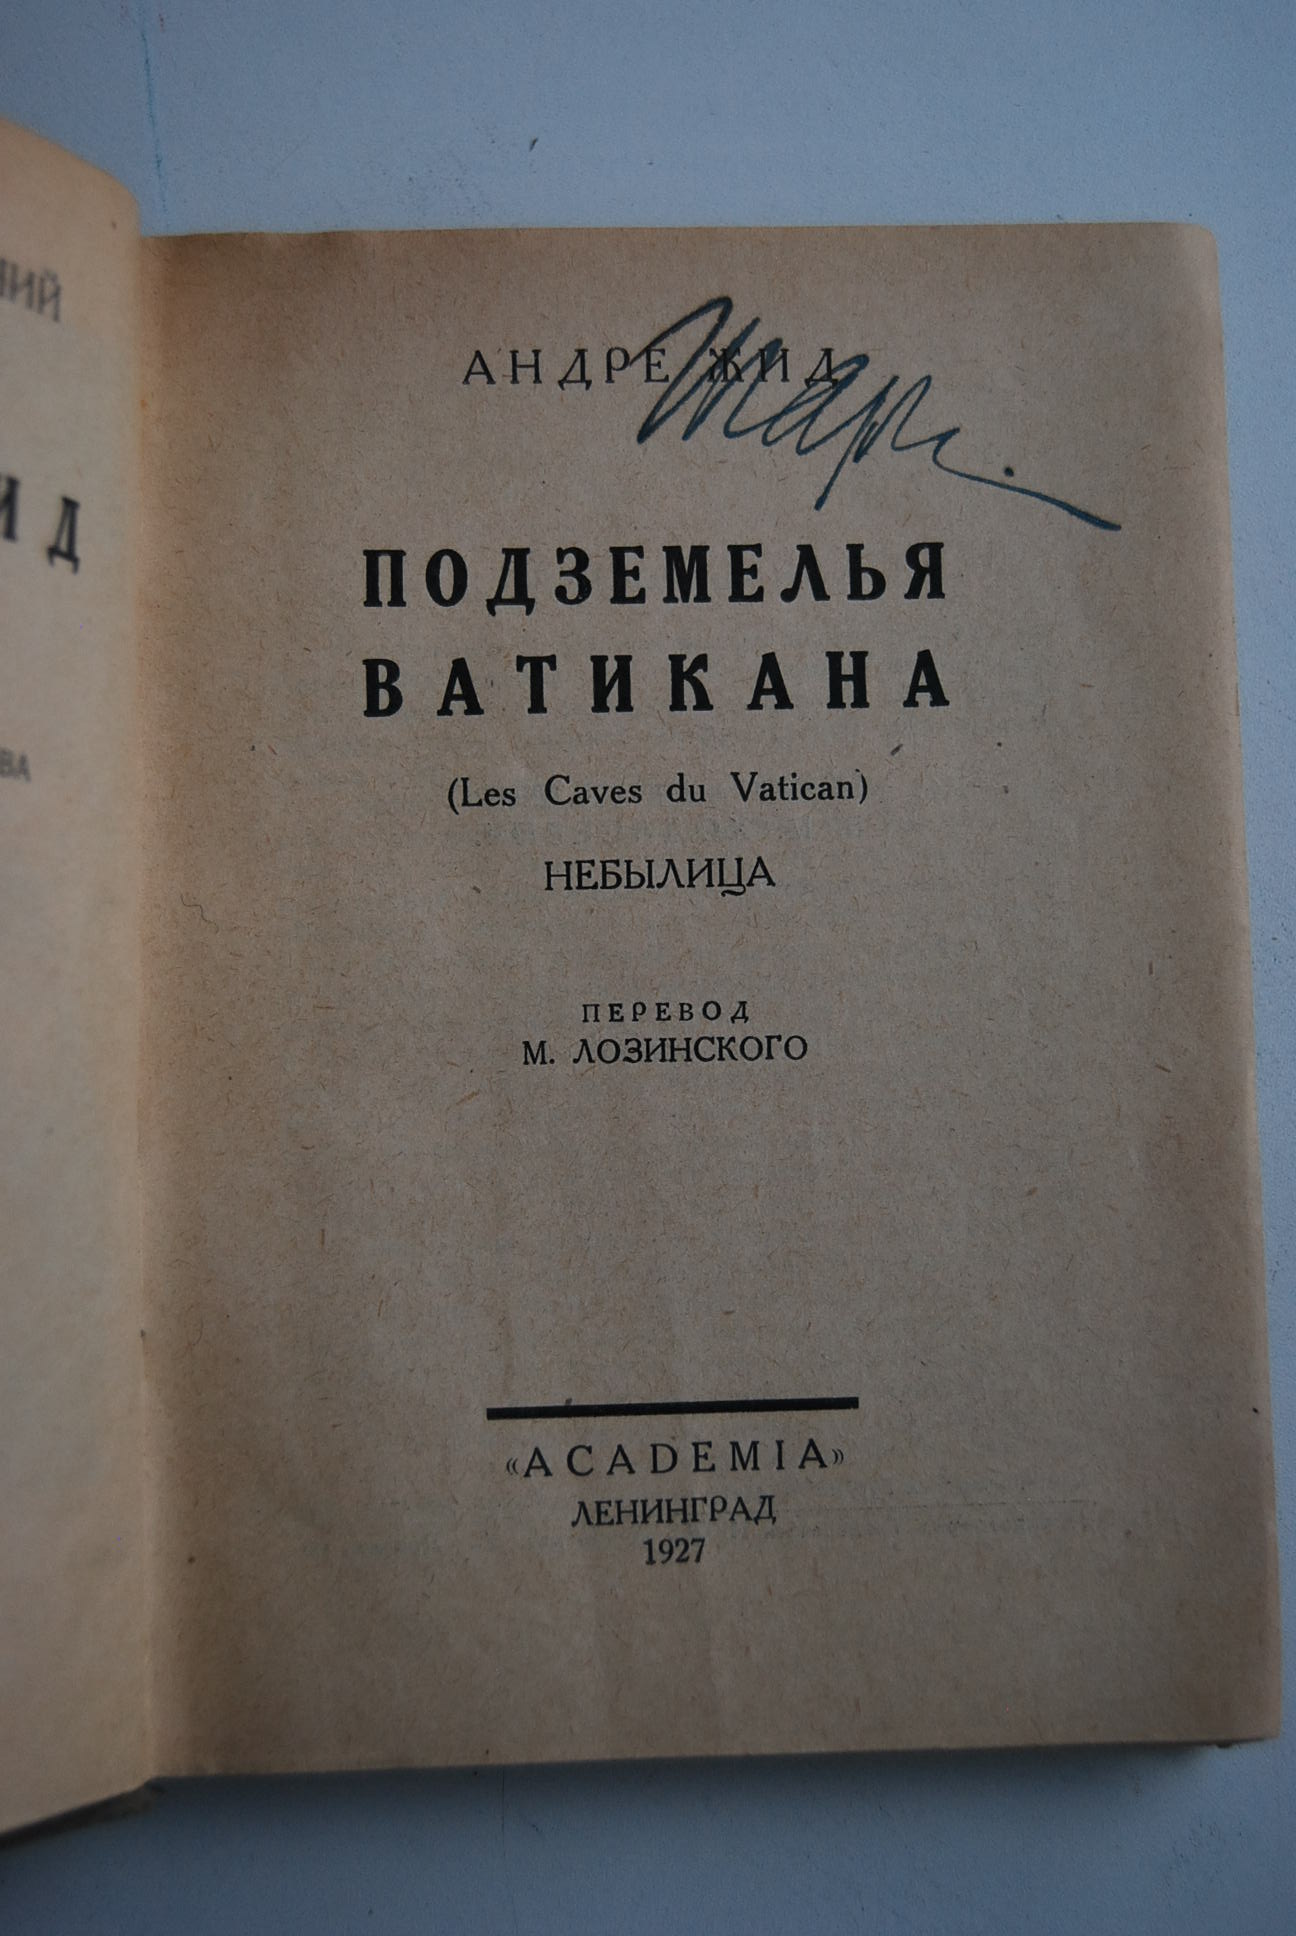 АНДРЕ ЖИД
ПОДЗЕМЕЛЬЯ
ВАТИКАНА
(Les Caves du Vatican)
НЕБЫЛИЦА
ПЕРЕВОД
М. ЛОЗИНСКОГО
«ACADEMIA»
ЛЕНИНГРАД
1927